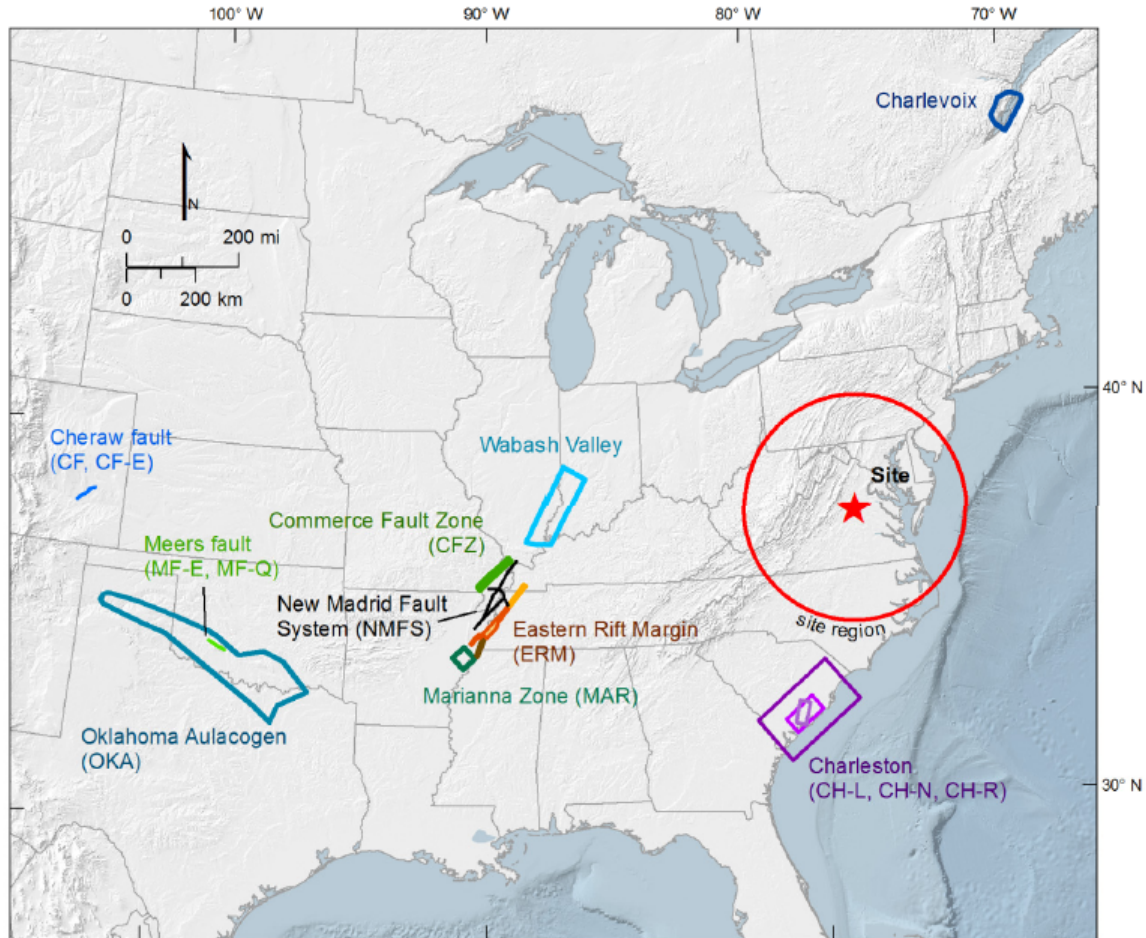 100° W
90° W
80° W
70° W
Charlevoix
N
0
200 mi
0
200 km
40° N
Cheraw fault
(CF, CF-E)
Wabash Valley
Site
Commerce Fault Zone
(CFZ)
Meers fault
(MF-E, MF-Q)
New Madrid Fault
System (NMFS)
Eastern Rift Margin
(ERM)
site region
Marianna Zone (MAR)
Oklahoma Aulacogen
(OKA)
Charleston
(CH-L, CH-N, CH-R)
30° N